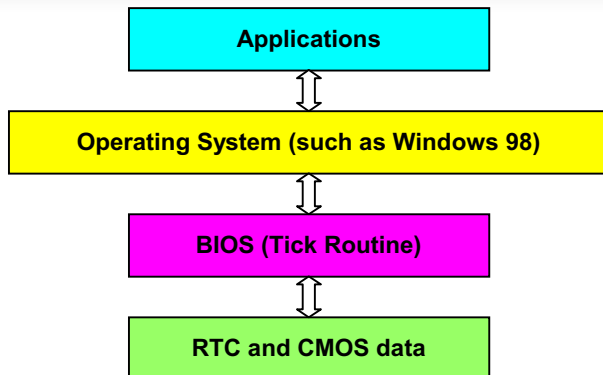 Applications
Operating System (such as Windows 98)
BIOS (Tick Routine)
RTC and CMOS data